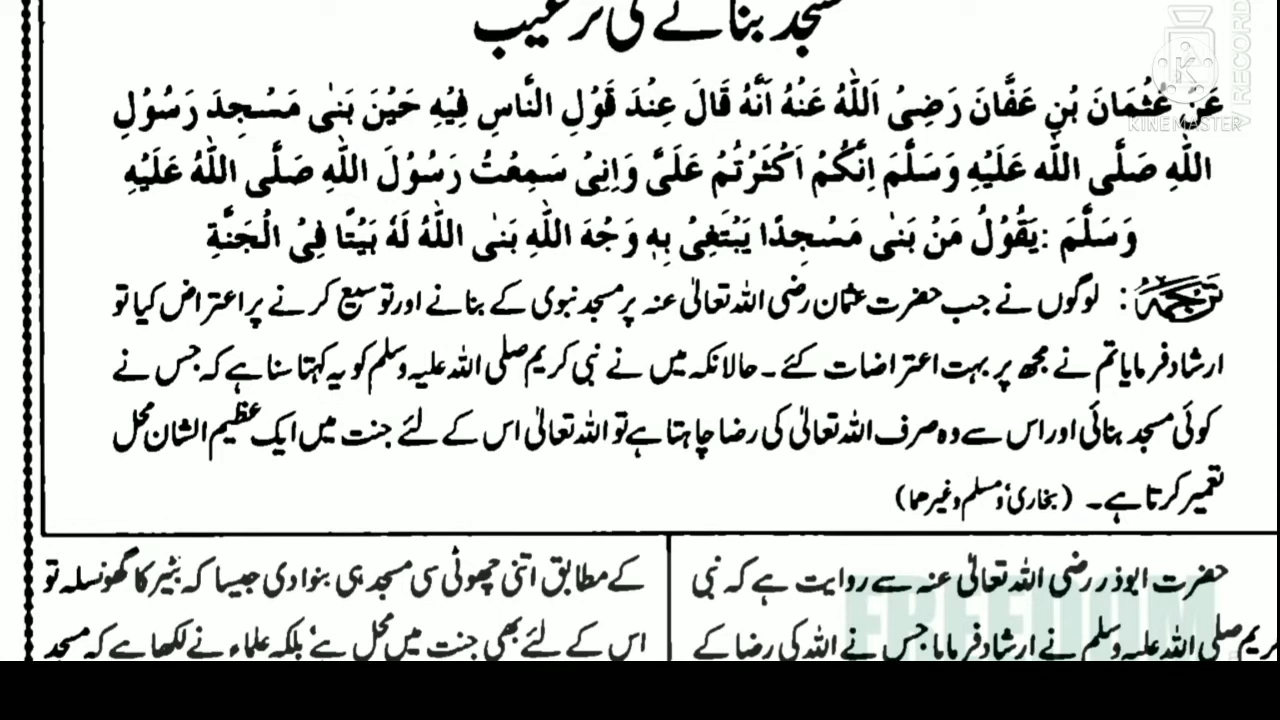 مسجد بنانے کی ترغیب
عَنْ عُثْمَانَ بْنِ عَفَّانَ رَضِیُ اَللّٰہُ عَنْہُ اَنَّہُ قَالَ عِنْدَ قَوْلِ النَّاسِ فِیْہِ حَیْنَ بَنٰی مَسْجِدَ رَسُوْلِ
اللّٰہِ صَلَّی اللّٰہ عَلَیْہِ وَسَلَّمَ اِنَّکُمْ اَکْثَرْتُمْ عَلَیَّ وَاِنِیْ سَمِعْتُ رَسُوْلَ اللّٰہِ صَلَّی اللّٰہُ عَلَیْہِ
وَسَلَّمَ :یَقُوْلُ مَنْ بَنٰی مَسْجِدًا یَبْتَغِیْ بِہٖ وَجْہَ اللّٰہِ بَنٰی اللّٰہُ لَہٗ بَیْتًا فِیْ الْجَنَّۃِ
ترجمہ: لوگوں نے جب حضرت عثمان رضی اللہ تعالیٰ عنہ پر مسجد نبوی کے بنانے اور توسیع کرنے پر اعتراض کیا تو
ارشاد فرمایا تم نے مجھ پر بہت اعتراضات کئے۔ حالانکہ میں نے نبی کریم صلی اللہ علیہ وسلم کو یہ کہتا سنا ہے کہ جس نے
کوئی مسجد بنائی اور اس سے وہ صرف اللہ تعالیٰ کی رضا چاہتا ہے تو اللہ تعالیٰ اس کے لئے جنت میں ایک عظیم الشان محل
تعمیر کرتا ہے۔ (بخاریؒ و مسلم وغیرھما)
حضرت ابوذر رضی اللہ تعالیٰ عنہ سے روایت ہے کہ نبی
کریم صلی اللہ علیہ وسلم نے ارشاد فرمایا جس نے اللہ کی رضا کے
کے مطابق اتنی چھوٹی سی مسجد ہی بنوادی جیسا کہ بٹیر کا گھونسلہ تو
اس کے لئے بھی جنت میں محل ہے بلکہ علماء نے لکھا ہے کہ مسجد
KINEMASTER
A RECORD
FREEDOM